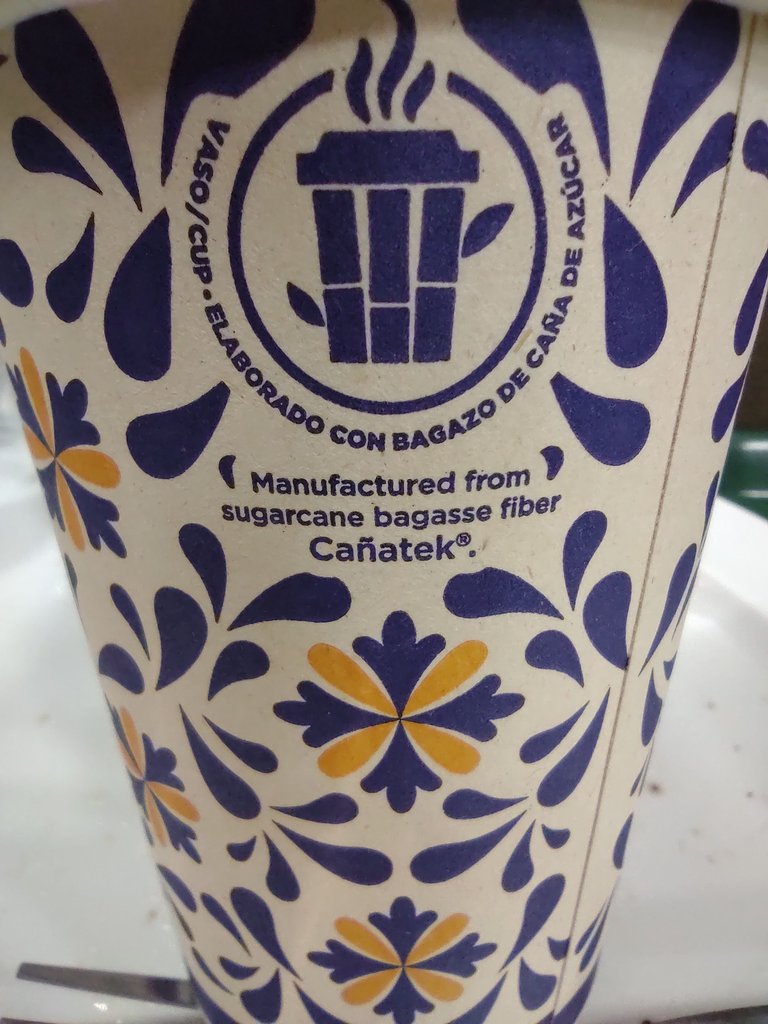 VASO/CUP • ELABORADO CON BAGAZO DE CAÑA DE AZÚCAR
Manufactured from
sugarcane bagasse fiber
Cañatek®.